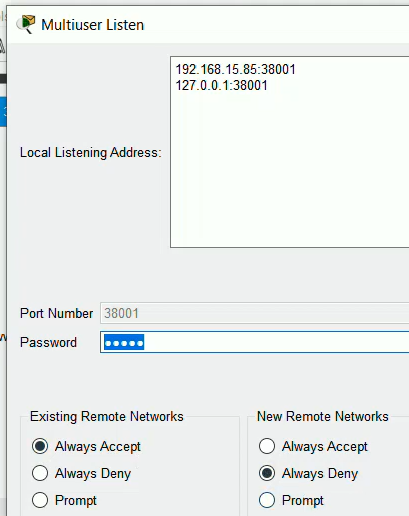 Multiuser Listen
192.168.15.85:38001
127.0.0.1:38001
Local Listening Address:
Port Number 38001
Password •••••
Existing Remote Networks New Remote Networks
Always Accept Always Accept
Always Deny Always Deny
Prompt Prompt